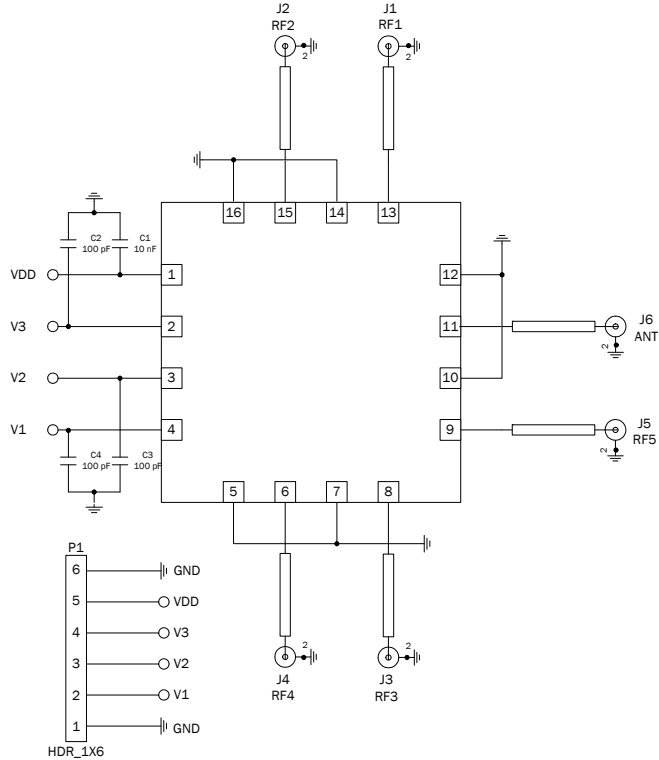 J2
RF2
J1
RF1
2
2
16
15
14
13
C2
100 pF
C1
10 nF
VDD
1
12
V3
2
11
J6
ANT
2
V2
3
10
V1
4
9
J5
RF5
2
C4
100 pF
C3
100 pF
5
6
7
8
P1
6
GND
5
VDD
4
V3
3
V2
2
V1
1
GND
HDR_1X6
2
J4
RF4
2
J3
RF3